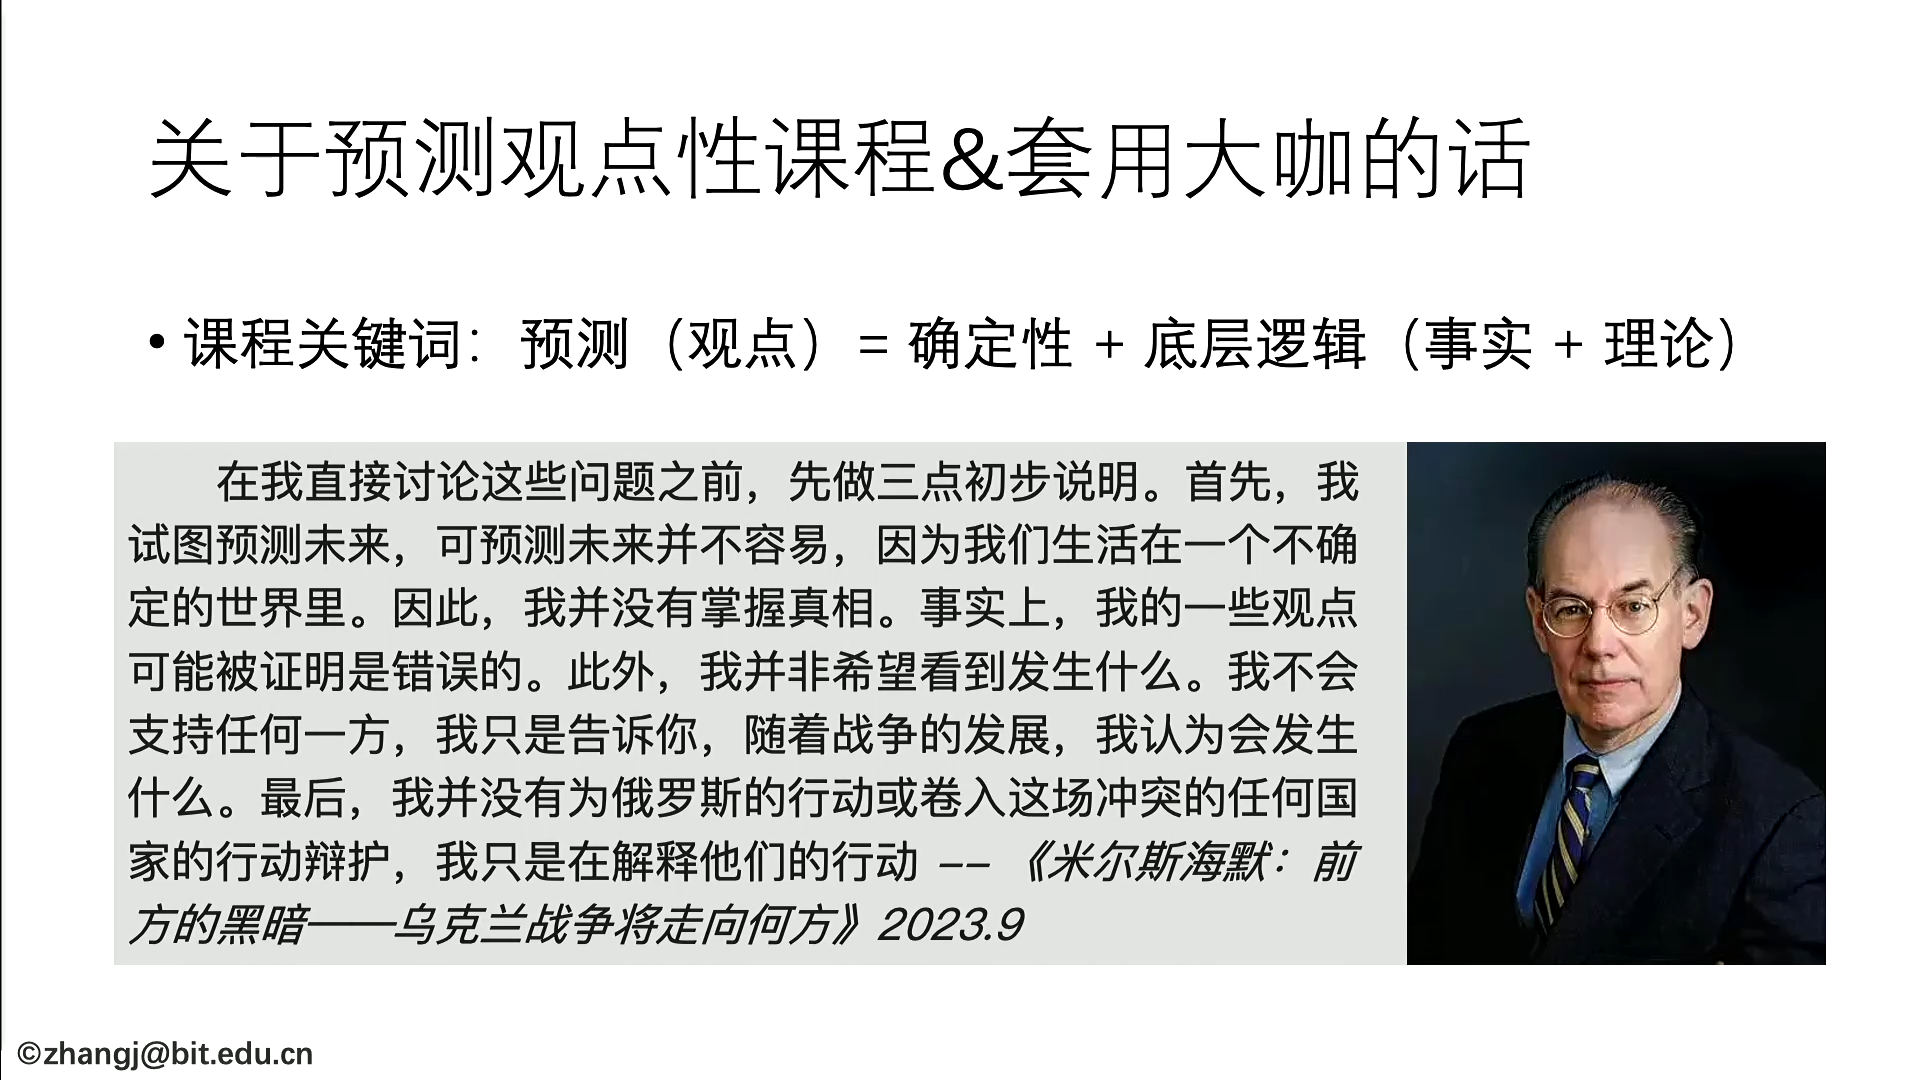 关于预测观点性课程&套用大咖的话
• 课程关键词：预测（观点）= 确定性 + 底层逻辑（事实 + 理论）
在我直接讨论这些问题之前，先做三点初步说明。首先，我
试图预测未来，可预测未来并不容易，因为我们生活在一个不确
定的世界里。因此，我并没有掌握真相。事实上，我的一些观点
可能被证明是错误的。此外，我并非希望看到发生什么。我不会
支持任何一方，我只是告诉你，随着战争的发展，我认为会发生
什么。最后，我并没有为俄罗斯的行动或卷入这场冲突的任何国
家的行动辩护，我只是在解释他们的行动 -- 《米尔斯海默：前
方的黑暗——乌克兰战争将走向何方》2023.9
©zhangj@bit.edu.cn